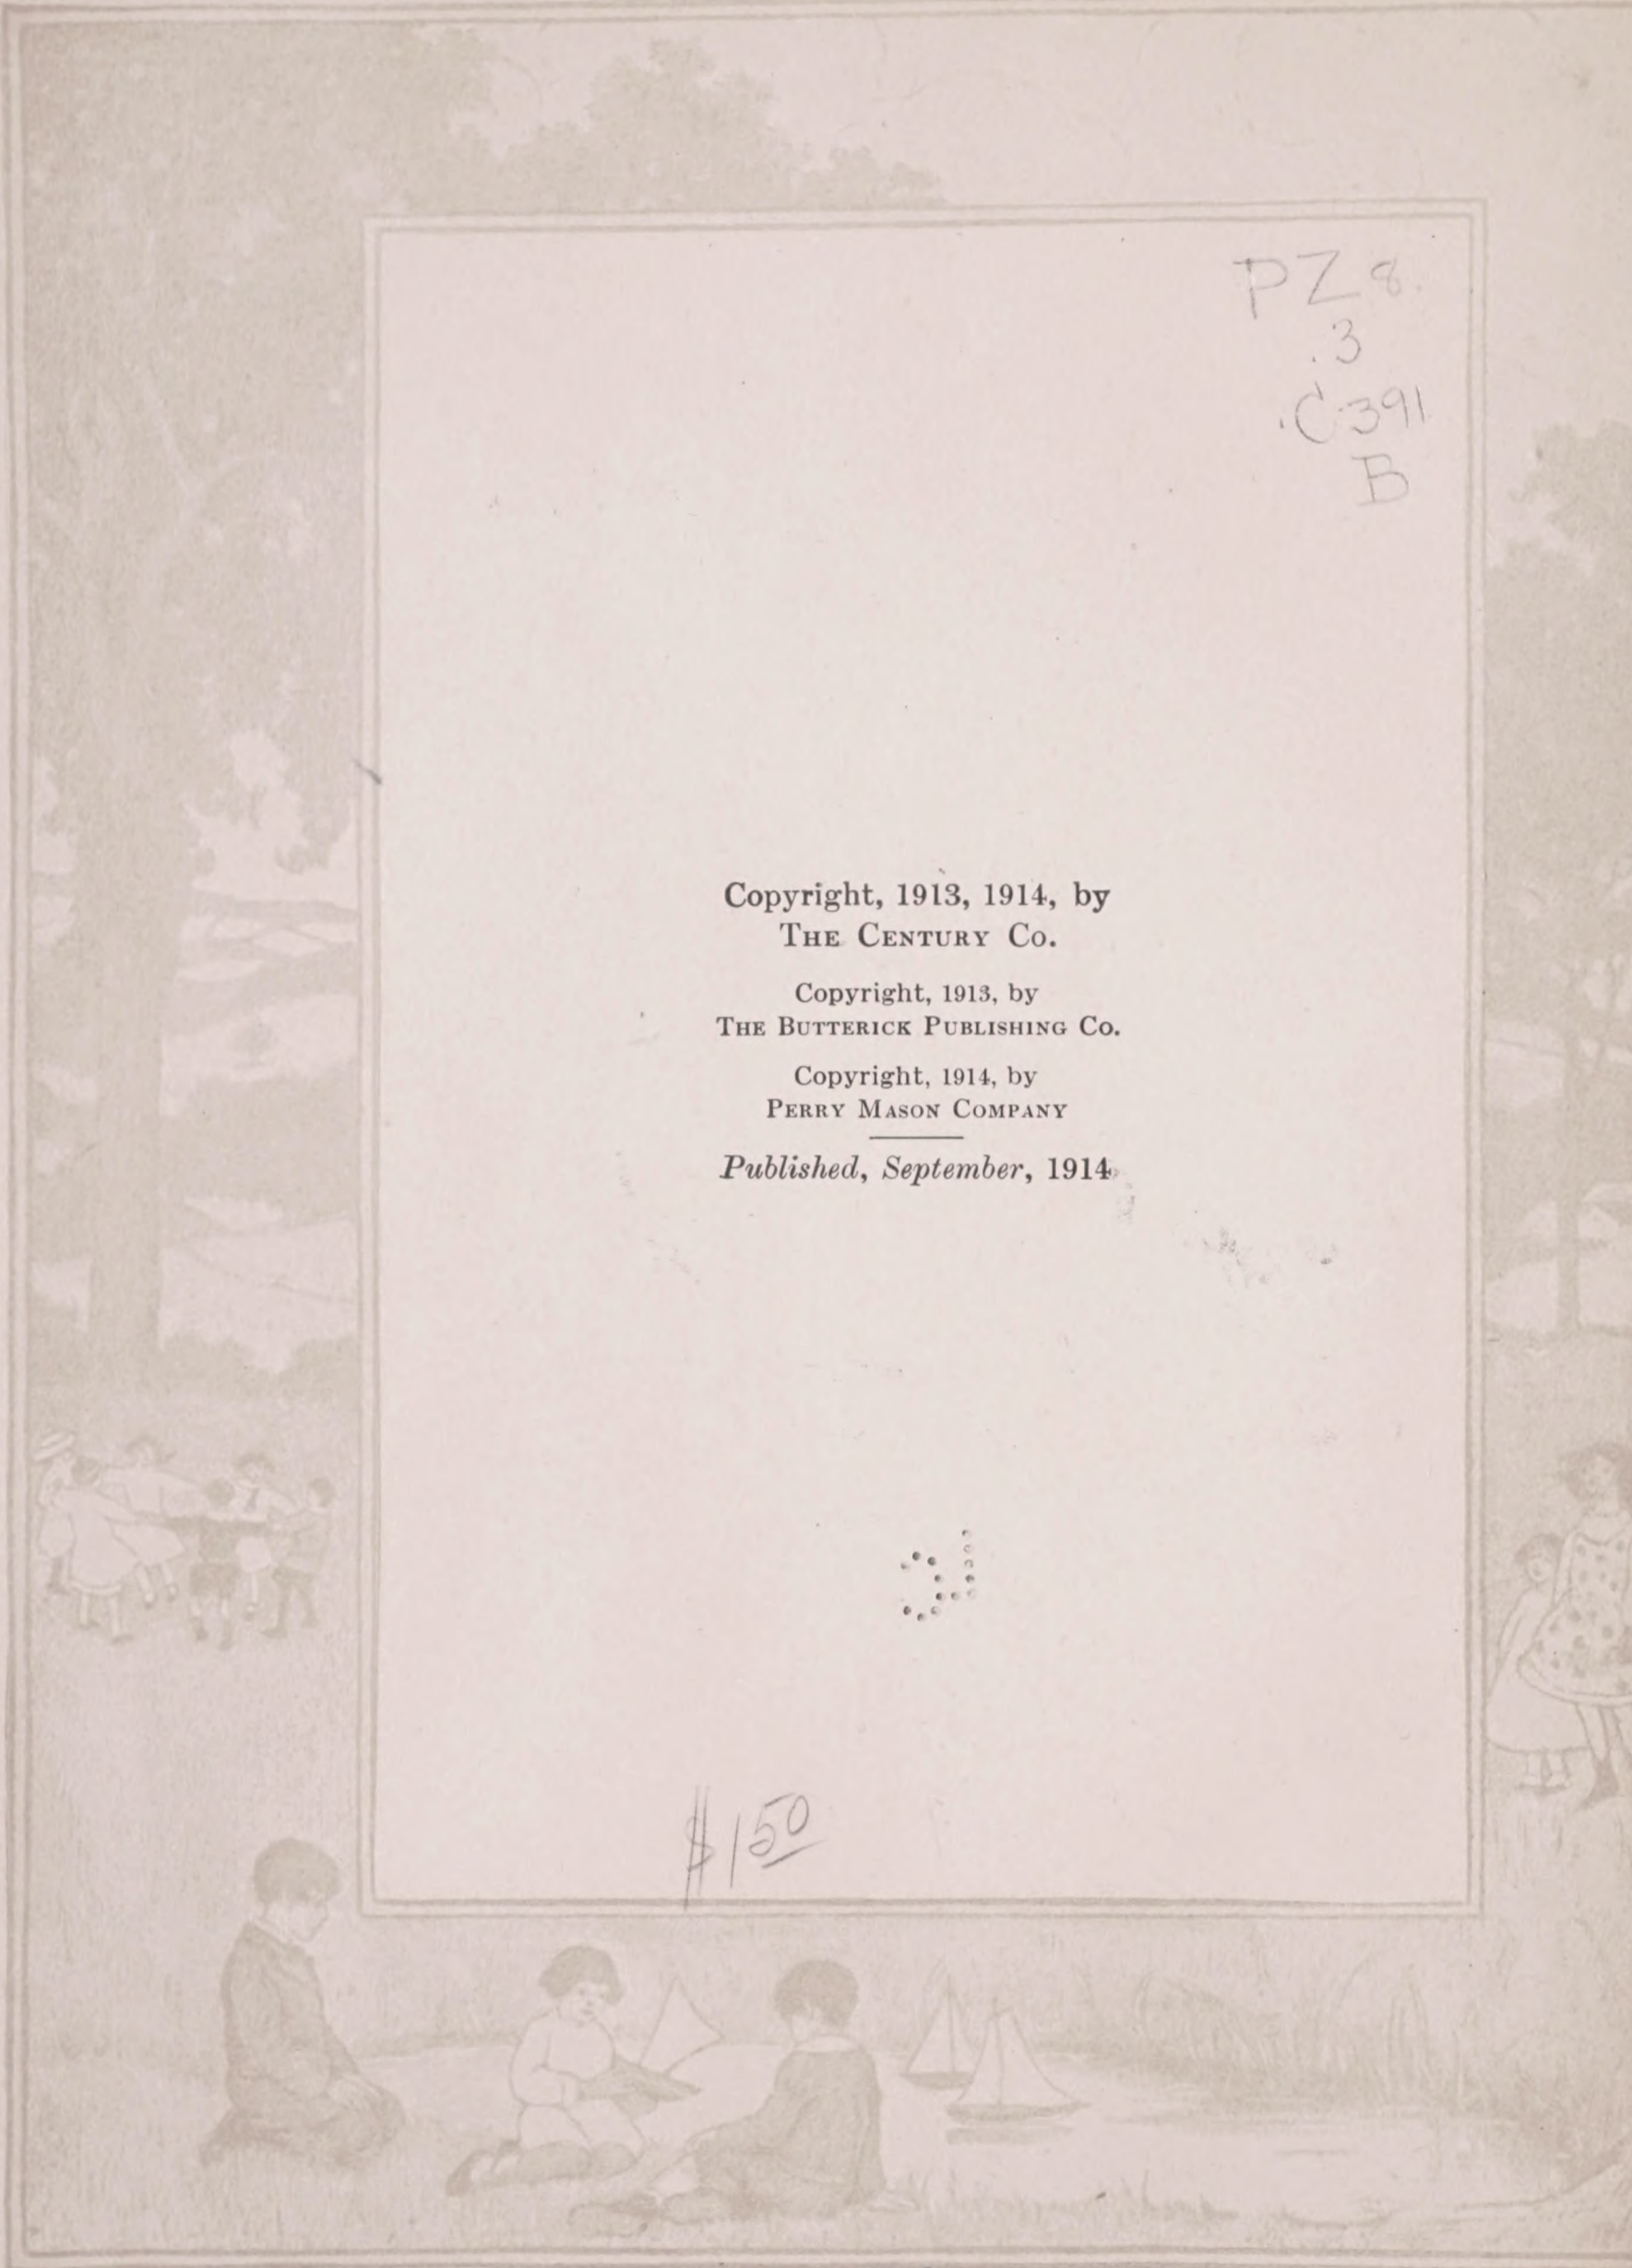 PZ8.
.3
.C391
B
Copyright, 1913, 1914, by
THE CENTURY CO.
Copyright, 1913, by
THE BUTTERICK PUBLISHING CO.
Copyright, 1914, by
PERRY MASON COMPANY
Published, September, 1914
$150